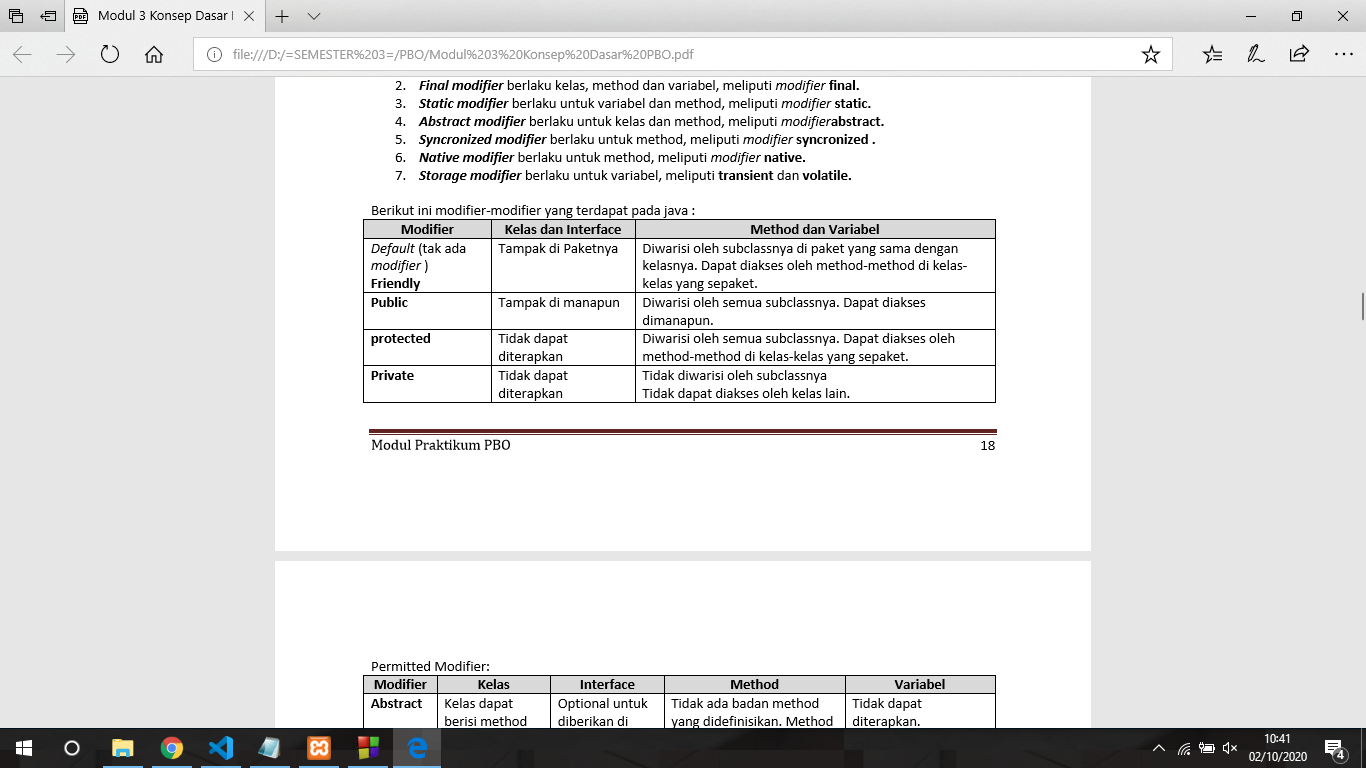 Modul 3 Konsep Dasar I
file:///D:/=SEMESTER%203=/PBO/Modul%203%20Konsep%20Dasar%20PBO.pdf
2. Final modifier berlaku kelas, method dan variabel, meliputi modifier final.
3. Static modifier berlaku untuk variabel dan method, meliputi modifier static.
4. Abstract modifier berlaku untuk kelas dan method, meliputi modifierabstract.
5. Syncronized modifier berlaku untuk method, meliputi modifier syncronized .
6. Native modifier berlaku untuk method, meliputi modifier native.
7. Storage modifier berlaku untuk variabel, meliputi transient dan volatile.
Berikut ini modifier-modifier yang terdapat pada java :
Modifier Kelas dan Interface Method dan Variabel
Default (tak ada Tampak di Paketnya Diwarisi oleh subclassnya di paket yang sama dengan
modifier ) kelasnya. Dapat diakses oleh method-method di kelas-
Friendly kelas yang sepaket.
Public Tampak di manapun Diwarisi oleh semua subclassnya. Dapat diakses
dimanapun.
protected Tidak dapat Diwarisi oleh semua subclassnya. Dapat diakses oleh
diterapkan method-method di kelas-kelas yang sepaket.
Private Tidak dapat Tidak diwarisi oleh subclassnya
diterapkan Tidak dapat diakses oleh kelas lain.
Modul Praktikum PBO 18
Permitted Modifier:
Modifier Kelas Interface Method Variabel
Abstract Kelas dapat Optional untuk Tidak ada badan method Tidak dapat
berisi method diberikan di yang didefinisikan. Method diterapkan.
10:41
02/10/2020
4